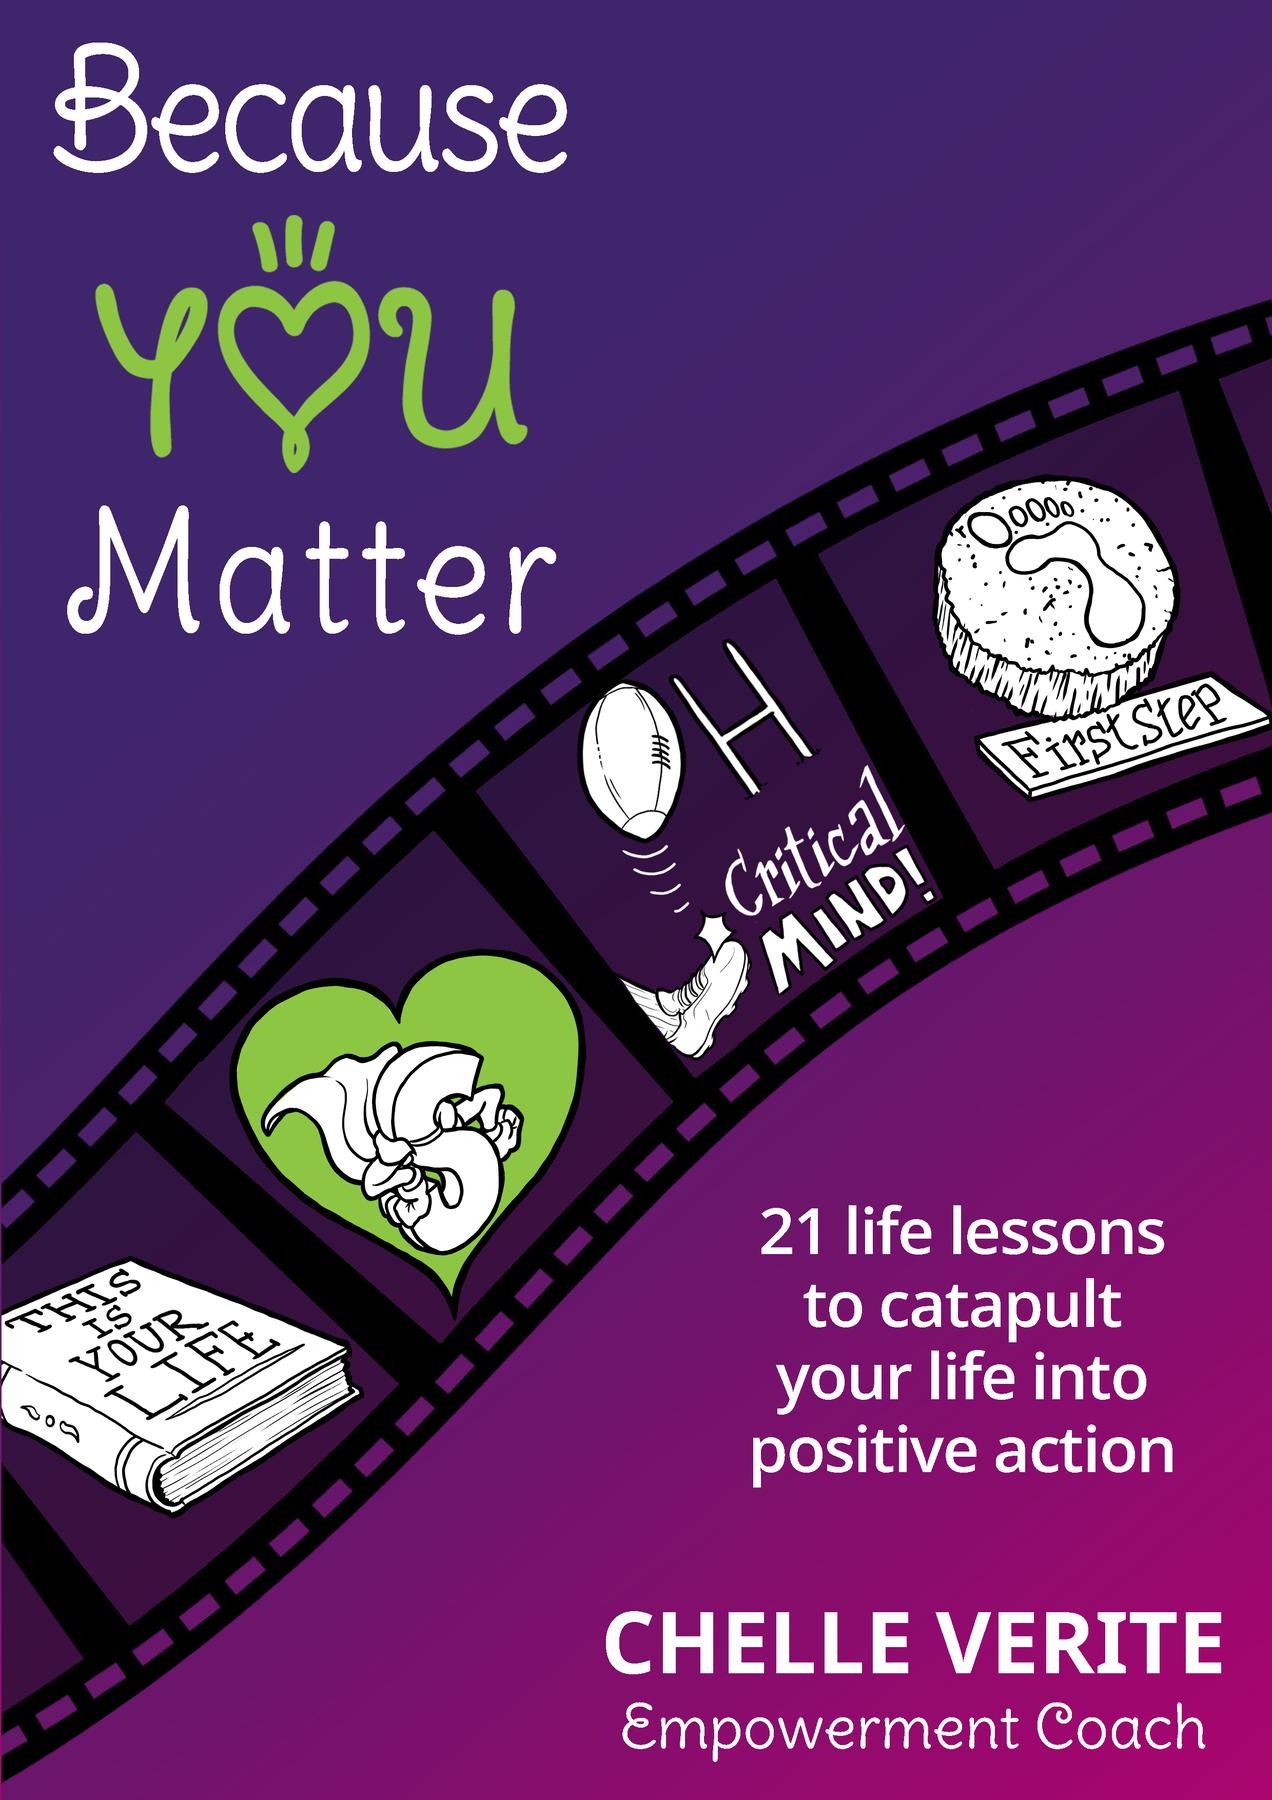 Because
YOU
Matter
First Step
Critical
MIND!
THIS
IS
YOUR
LIFE
21 life lessons
to catapult
your life into
positive action
CHELLE VERITE
Empowerment Coach